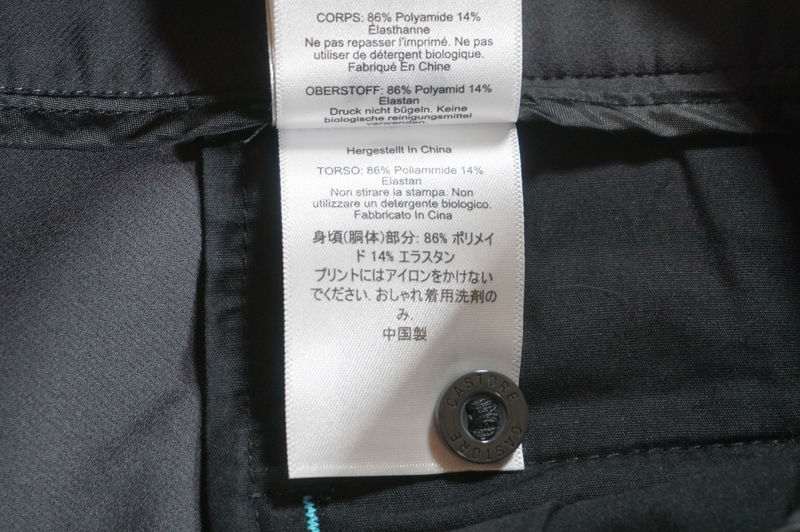 CORPS: 86% Polyamide 14%
Élasthanne
Ne pas repasser l'imprimé. Ne pas
utiliser de détergent biologique.
Fabriqué En Chine
OBERSTOFF: 86% Polyamid 14%
Elastan
Druck nicht bügeln. Keine
biologische reinigungsmittel
verwenden.
Hergestellt In China
TORSO: 86% Poliammide 14%
Elastan
Non stirare la stampa. Non
utilizzare un detergente biologico.
Fabbricato In Cina
身頃(胴体)部分: 86% ポリメイ
ド 14% エラスタン
プリントにはアイロンをかけない
でください. おしゃれ着用洗剤の
み.
中国製
CASTORE
CASTORE